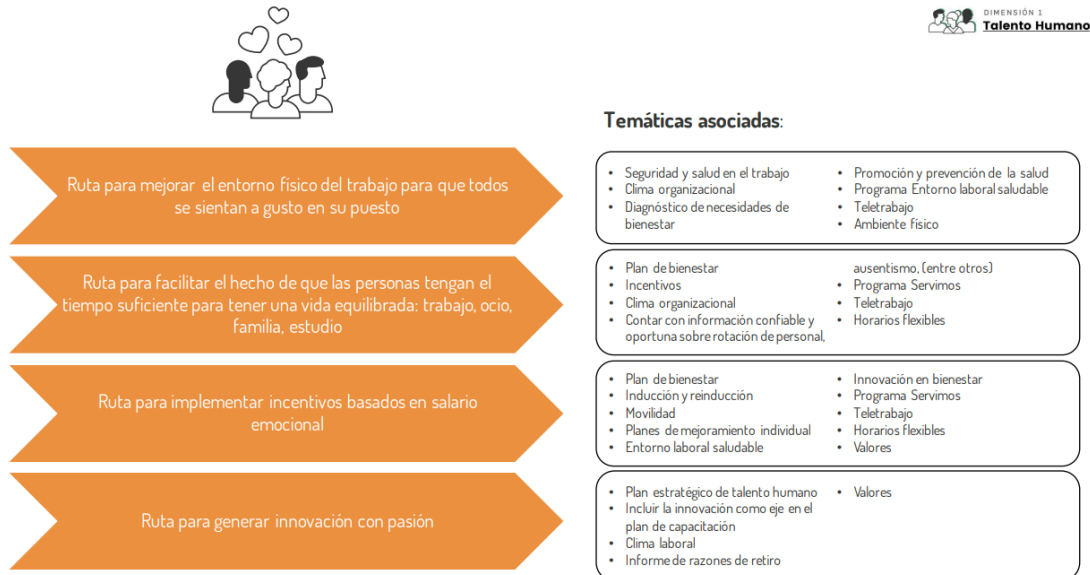 DIMENSIÓN 1
Talento Humano
Temáticas asociadas:
Ruta para mejorar el entorno físico del trabajo para que todos
se sientan a gusto en su puesto
• Seguridad y salud en el trabajo
• Clima organizacional
• Diagnóstico de necesidades de
bienestar
• Promoción y prevención de la salud
• Programa Entorno laboral saludable
• Teletrabajo
• Ambiente físico
Ruta para facilitar el hecho de que las personas tengan el
tiempo suficiente para tener una vida equilibrada: trabajo, ocio,
familia, estudio
• Plan de bienestar
• Incentivos
• Clima organizacional
• Contar con información confiable y
oportuna sobre rotación de personal,
ausentismo, (entre otros)
• Programa Servimos
• Teletrabajo
• Horarios flexibles
Ruta para implementar incentivos basados en salario
emocional
• Plan de bienestar
• Inducción y reinducción
• Movilidad
• Planes de mejoramiento individual
• Entorno laboral saludable
• Innovación en bienestar
• Programa Servimos
• Teletrabajo
• Horarios flexibles
• Valores
Ruta para generar innovación con pasión
• Plan estratégico de talento humano
• Incluir la innovación como eje en el
plan de capacitación
• Clima laboral
• Informe de razones de retiro
• Valores